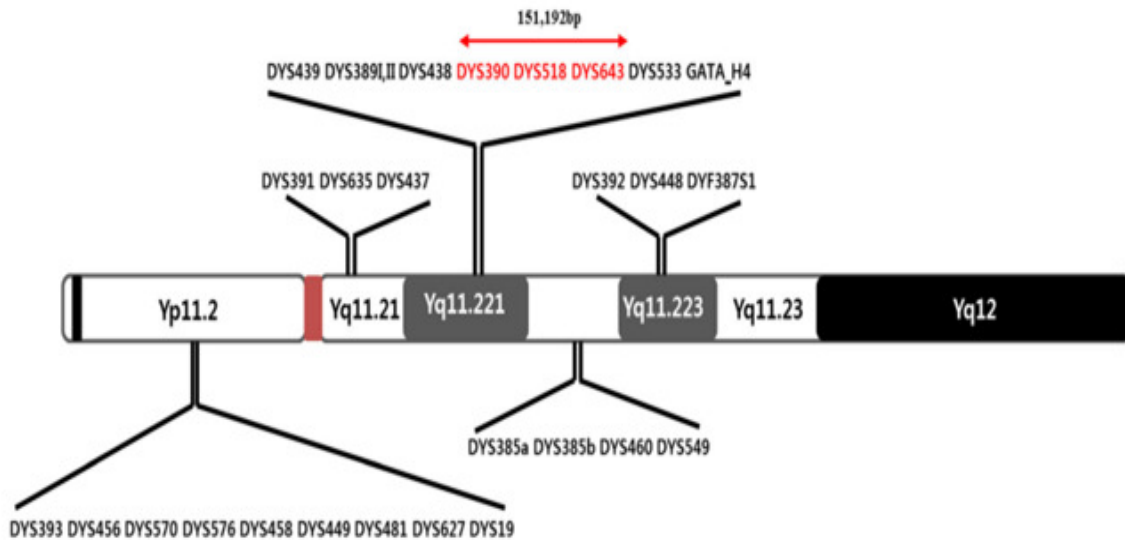 151,192bp
DYS439 DYS389I,II DYS438 DYS390 DYS518 DYS643 DYS533 GATA_H4
DYS391 DYS635 DYS437
DYS392 DYS448 DYF387S1
Yp11.2 Yq11.21 Yq11.221 Yq11.223 Yq11.23 Yq12
DYS385a DYS385b DYS460 DYS549
DYS393 DYS456 DYS570 DYS576 DYS458 DYS449 DYS481 DYS627 DYS19